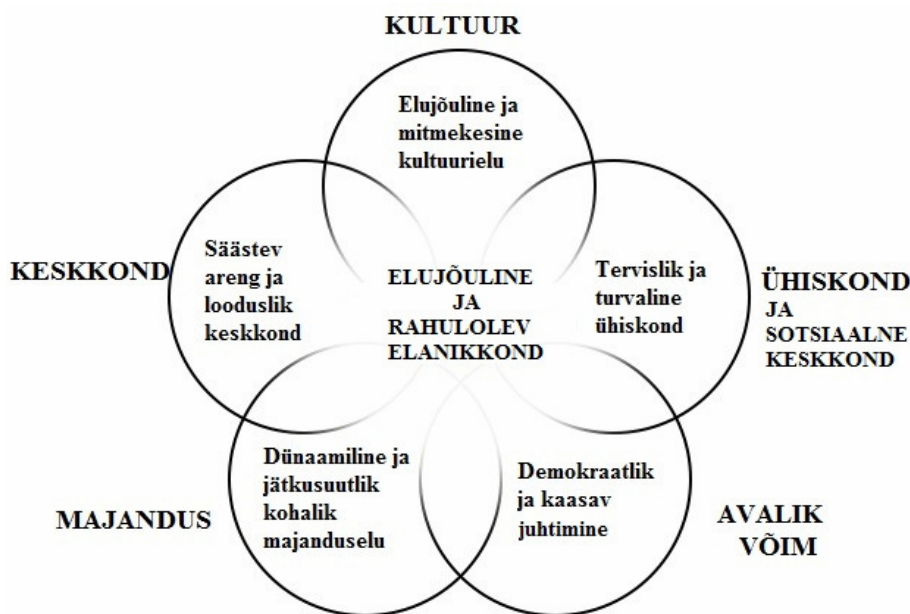 KULTUUR
Elujõuline ja
mitmekesine
kultuurielu
KESKKOND
Säästev
areng ja
looduslik
keskkond
ELUJÕULINE
JA
RAHULOLEV
ELANIKKOND
Tervislik ja
turvaline
ühiskond
ÜHISKOND
JA
SOTSIAALNE
KESKKOND
MAJANDUS
Dünaamiline ja
jätkusuutlik
kohalik
majanduselu
Demokraatlik
ja kaasav
juhtimine
AVALIK
VÕIM